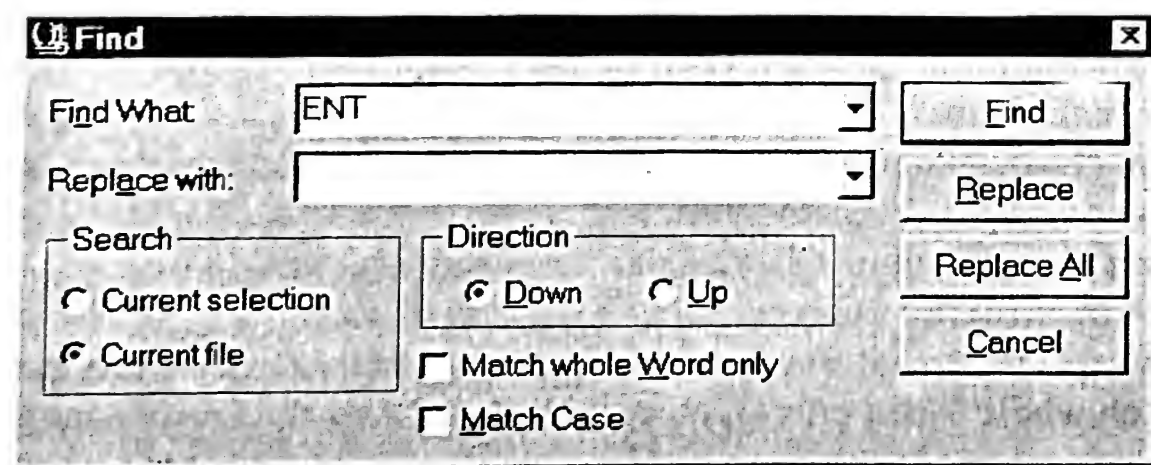 Find
Find What
ENT
Find
Replace with:
Replace
Search
Direction
Replace All
Current selection
Down
Up
Current file
Cancel
Match whole Word only
Match Case